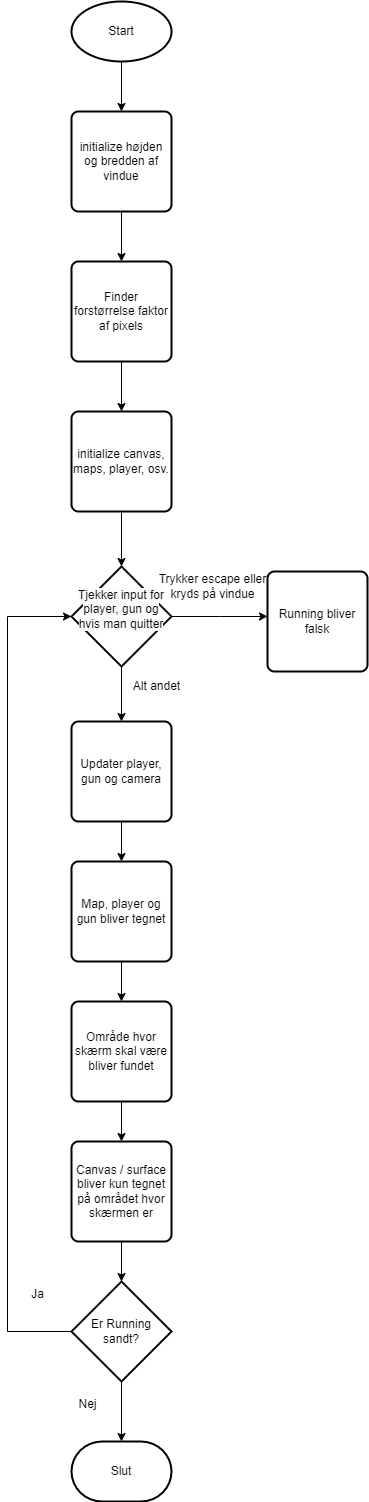 Start
initialize højden
og bredden af
vindue
Finder
forstørrelse faktor
af pixels
initialize canvas,
maps, player, osv.
Tjekker input for
player, gun og
hvis man quitter
Trykker escape eller
kryds på vindue
Running bliver
falsk
Alt andet
Updater player,
gun og camera
Map, player og
gun bliver tegnet
Område hvor
skærm skal være
bliver fundet
Canvas / surface
bliver kun tegnet
på området hvor
skærmen er
Ja
Er Running
sandt?
Nej
Slut